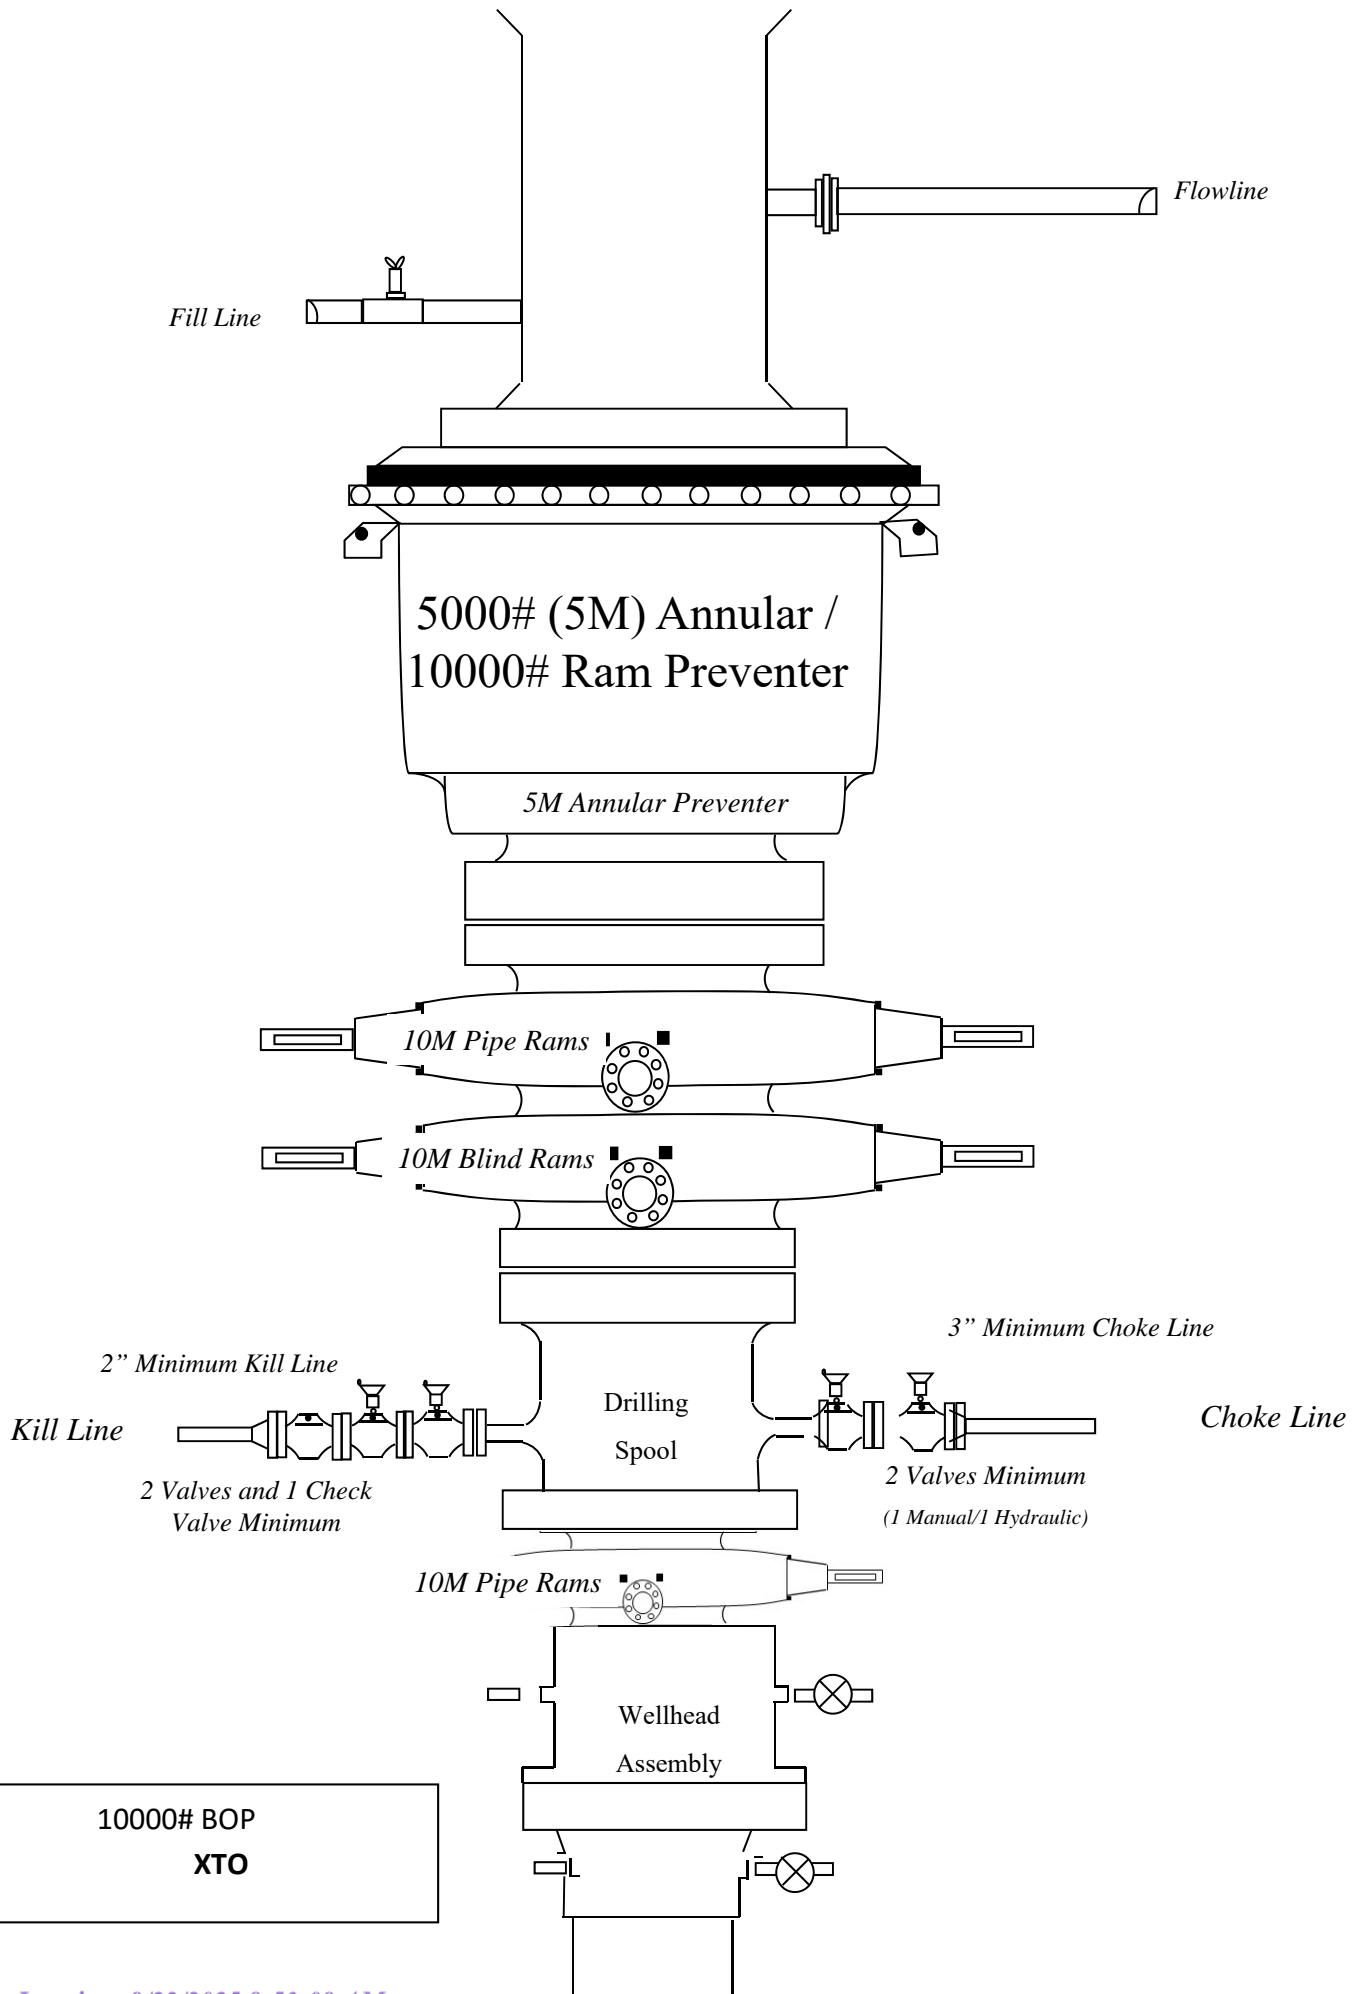 Flowline
Fill Line
5000# (5M) Annular /
10000# Ram Preventer
5M Annular Preventer
10M Pipe Rams
10M Blind Rams
3” Minimum Choke Line
2” Minimum Kill Line
Drilling
Spool
Kill Line
Choke Line
2 Valves and 1 Check
Valve Minimum
2 Valves Minimum
(1 Manual/1 Hydraulic)
10M Pipe Rams
Wellhead
Assembly
10000# BOP
XTO